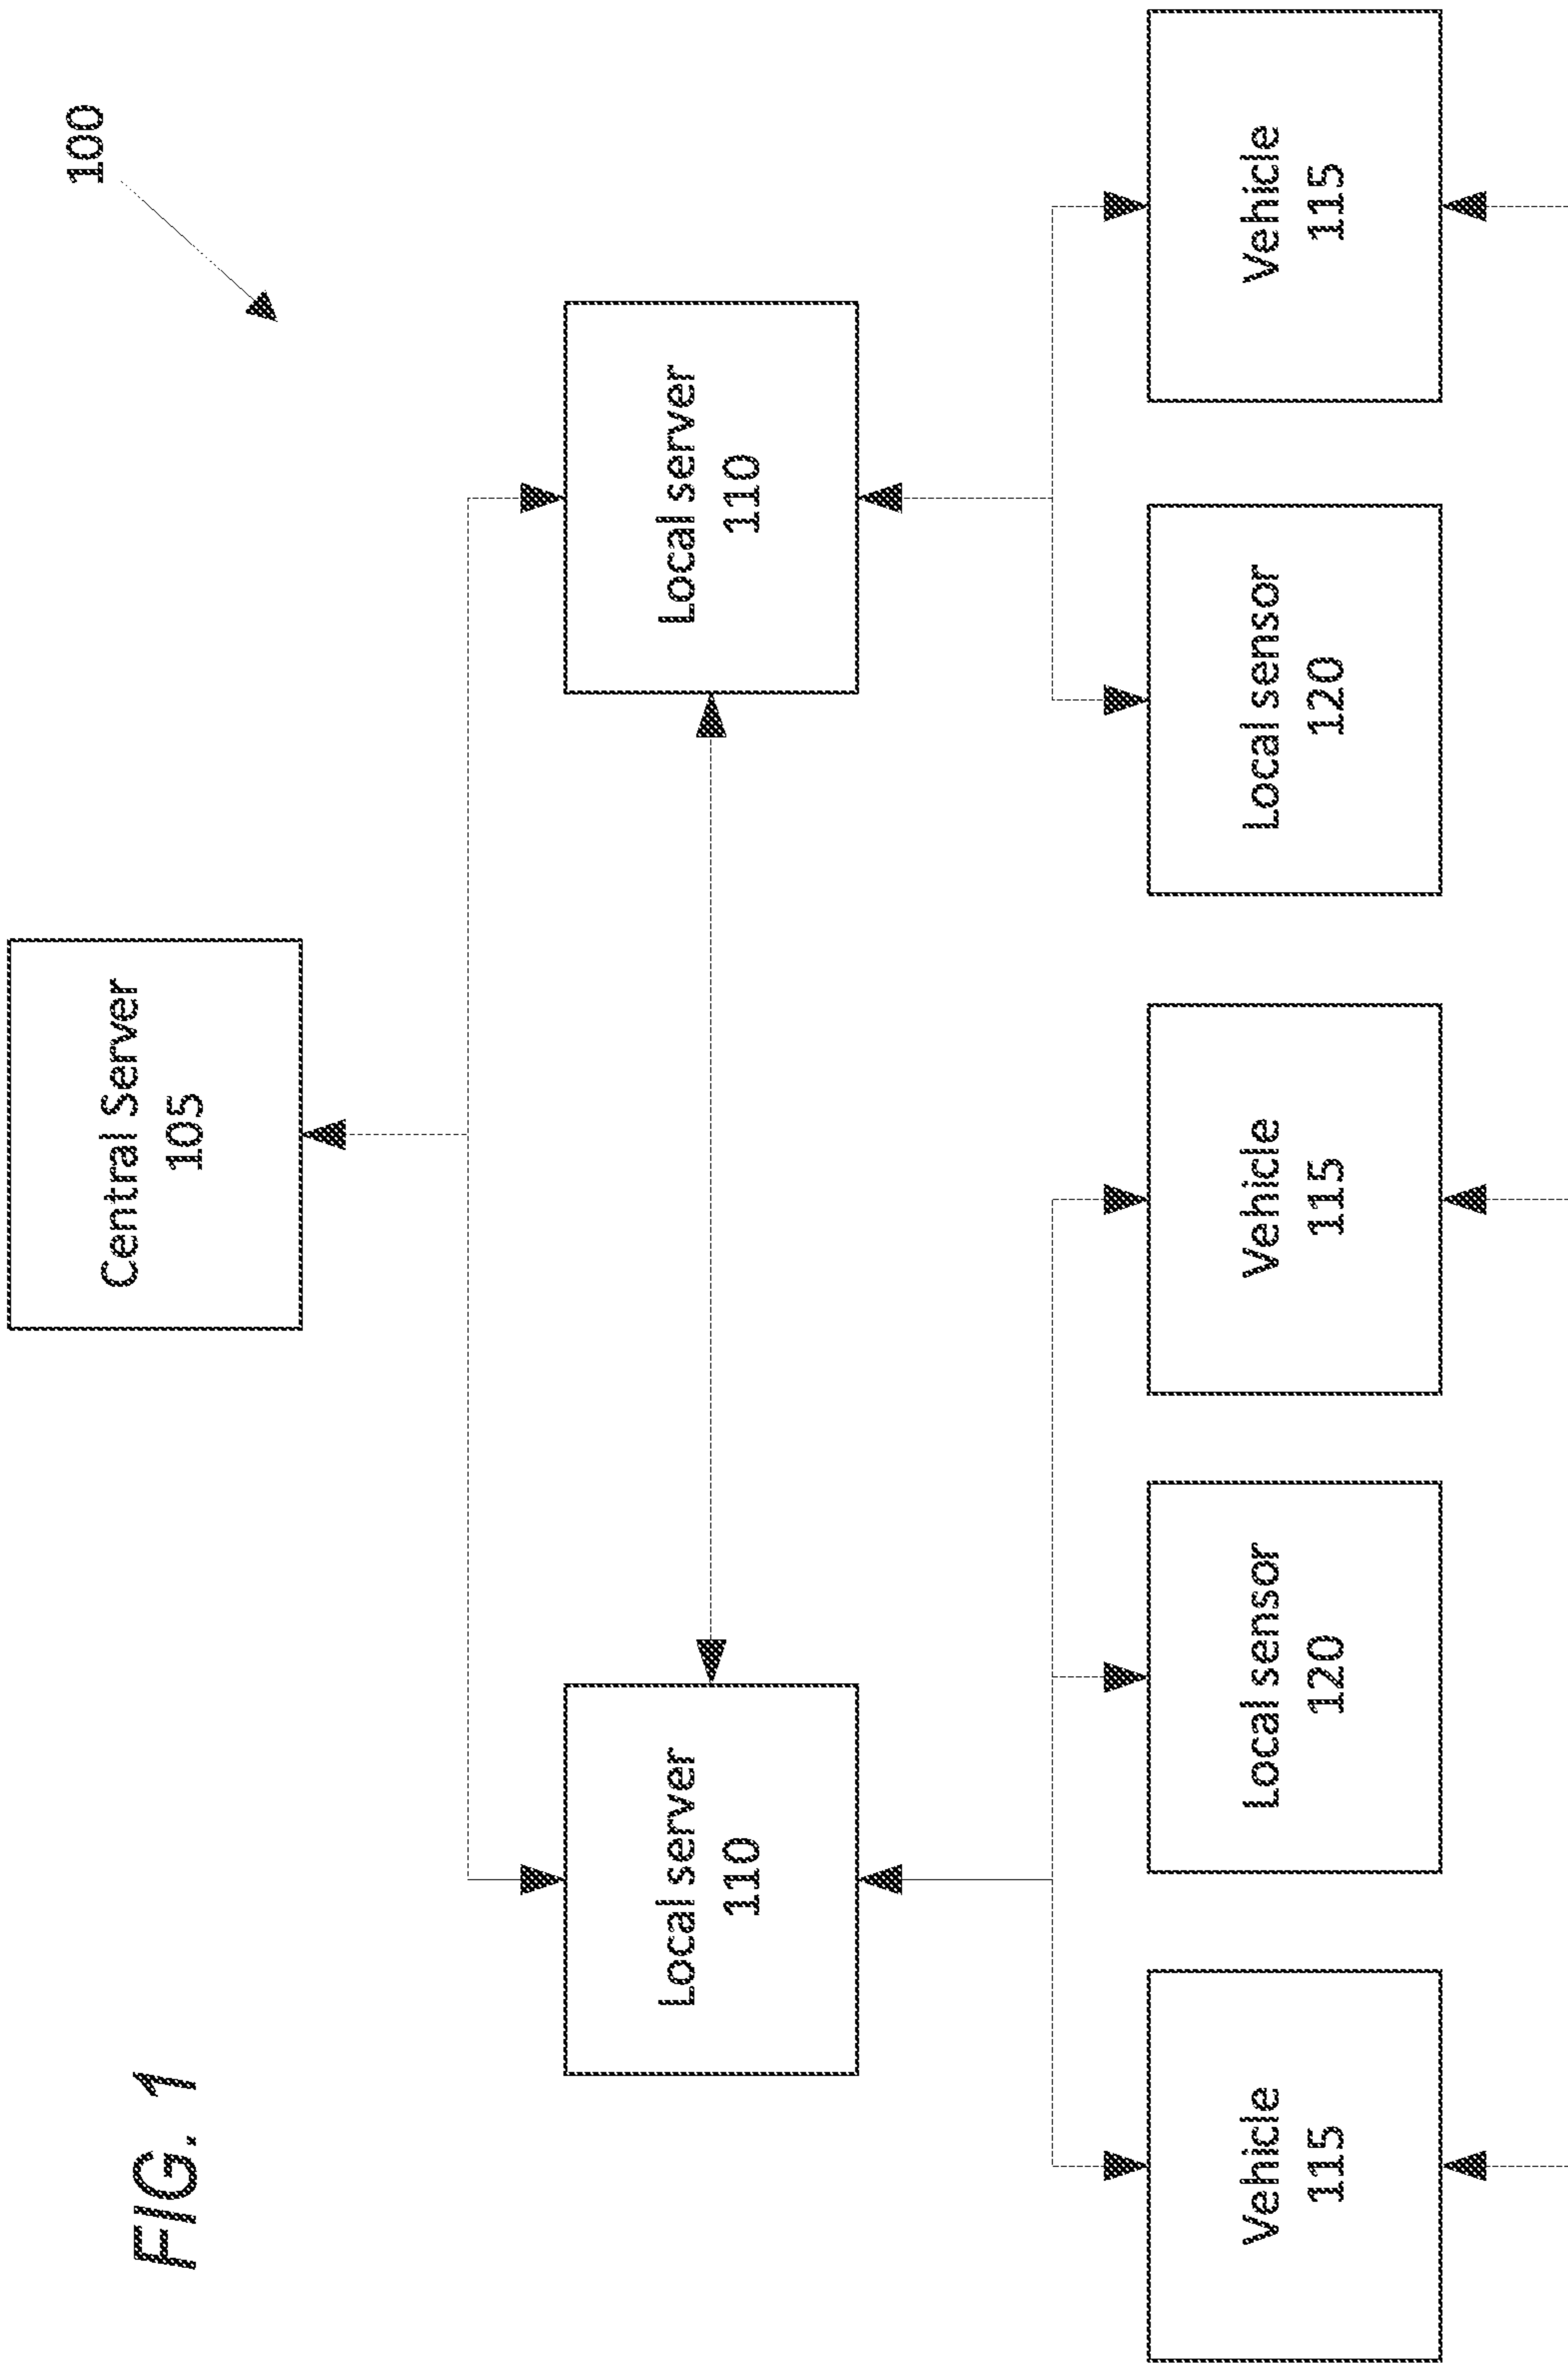 FIG. 1
100
Central Server
105
Local server
110
Local server
110
Vehicle
115
Local sensor
120
Vehicle
115
Local sensor
120
Vehicle
115